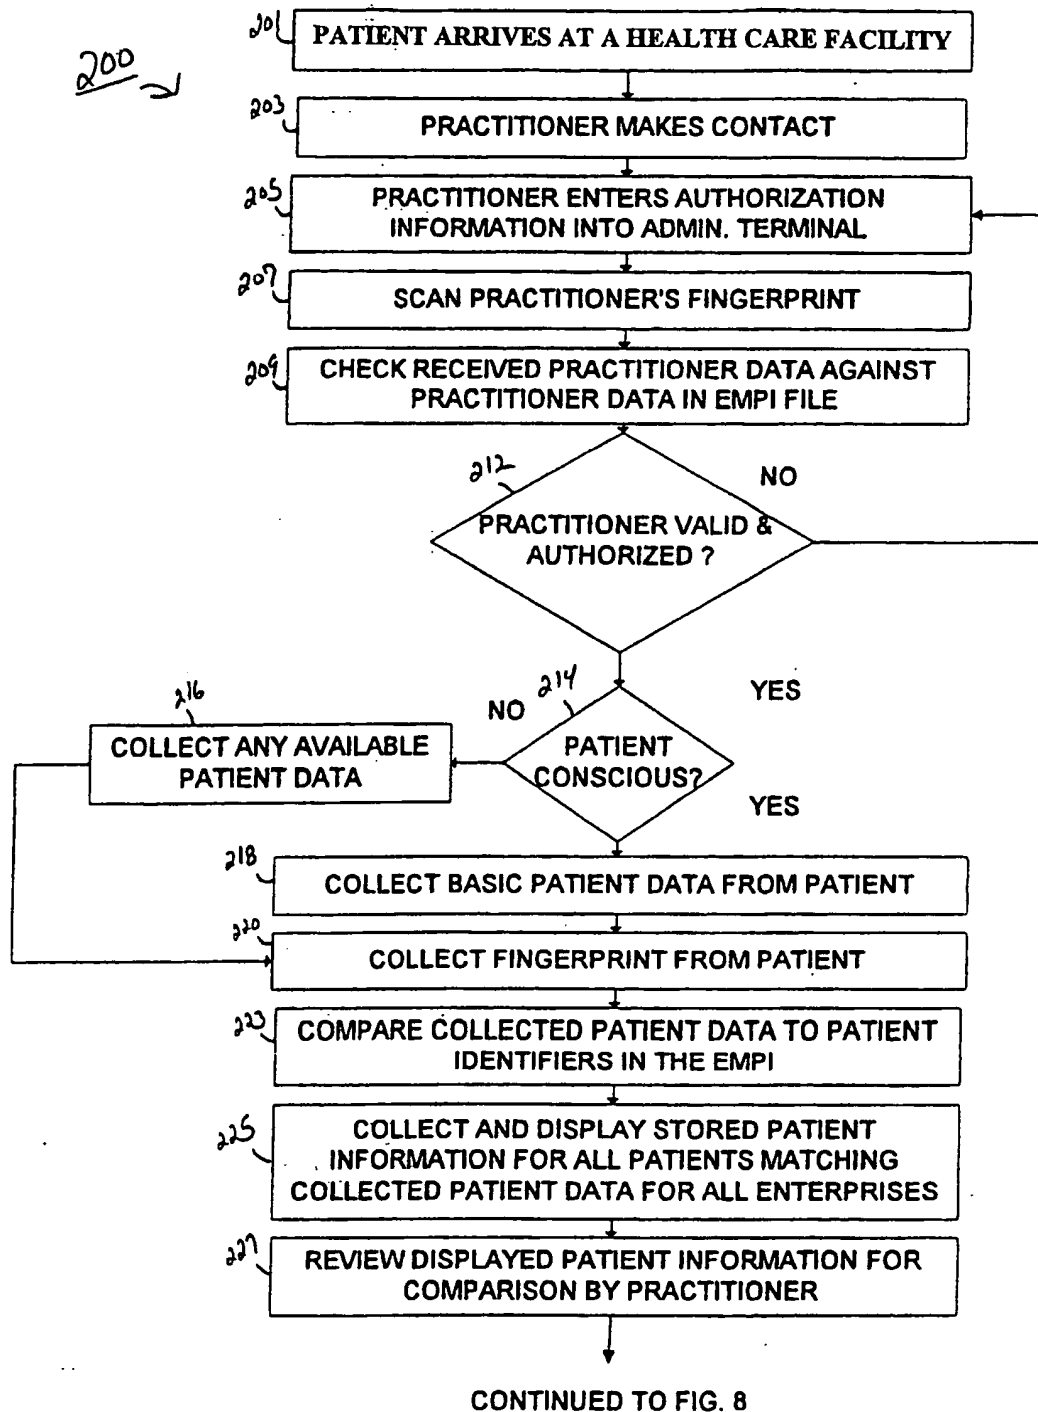 200
201
PATIENT ARRIVES AT A HEALTH CARE FACILITY
203
PRACTITIONER MAKES CONTACT
205
PRACTITIONER ENTERS AUTHORIZATION
INFORMATION INTO ADMIN. TERMINAL
207
SCAN PRACTITIONER'S FINGERPRINT
209
CHECK RECEIVED PRACTITIONER DATA AGAINST
PRACTITIONER DATA IN EMPI FILE
212
NO
PRACTITIONER VALID &
AUTHORIZED ?
YES
214
NO
PATIENT
CONSCIOUS?
YES
216
COLLECT ANY AVAILABLE
PATIENT DATA
218
COLLECT BASIC PATIENT DATA FROM PATIENT
220
COLLECT FINGERPRINT FROM PATIENT
223
COMPARE COLLECTED PATIENT DATA TO PATIENT
IDENTIFIERS IN THE EMPI
225
COLLECT AND DISPLAY STORED PATIENT
INFORMATION FOR ALL PATIENTS MATCHING
COLLECTED PATIENT DATA FOR ALL ENTERPRISES
227
REVIEW DISPLAYED PATIENT INFORMATION FOR
COMPARISON BY PRACTITIONER
CONTINUED TO FIG. 8